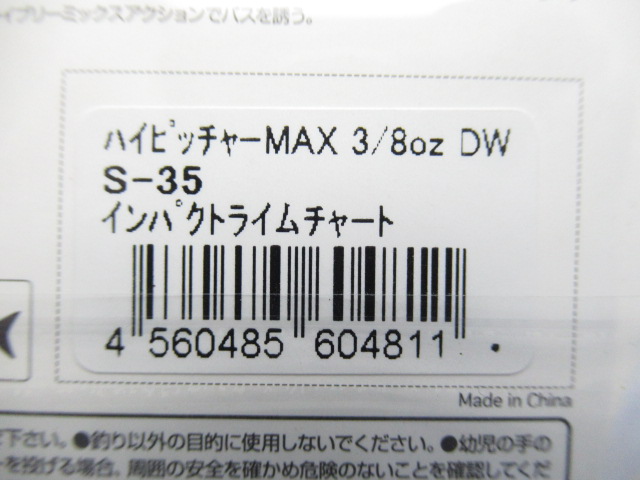 イブリーミックスアクションでバスを誘う。
ハイピッチャーMAX 3/8oz DW
S-35
インパクトライムチャート
4 560485 604811 .
Made in China
下さい。●釣り以外の目的に使用しないでください。●幼児の手の
を投げる場合、周囲の安全を確かめ危険のないことを確認してくだ